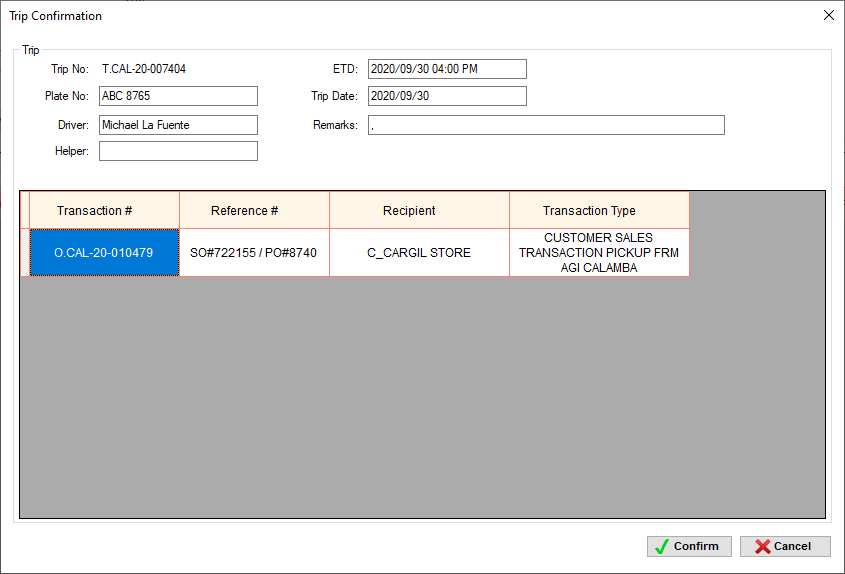 Trip Confirmation
Trip
Trip No: T.CAL-20-007404 ETD: 2020/09/30 04:00 PM
Plate No: ABC 8765 Trip Date: 2020/09/30
Driver: Michael La Fuente Remarks: .
Helper:
Transaction # Reference # Recipient Transaction Type
O.CAL-20-010479 SO#722155 / PO#8740 C_CARGIL STORE CUSTOMER SALES
TRANSACTION PICKUP FRM
AGI CALAMBA
Confirm Cancel